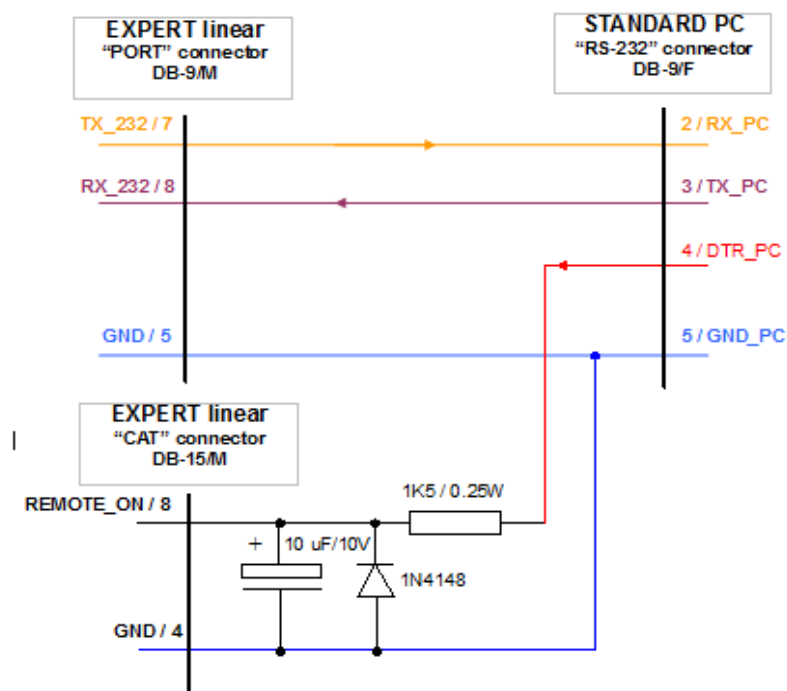 EXPERT linear
“PORT” connector
DB-9/M
STANDARD PC
“RS-232” connector
DB-9/F
TX_232 / 7
2 / RX_PC
RX_232 / 8
3 / TX_PC
4 / DTR_PC
GND / 5
5 / GND_PC
EXPERT linear
“CAT” connector
DB-15/M
1K5 / 0.25W
REMOTE_ON / 8
+ 10 uF/10V
1N4148
GND / 4